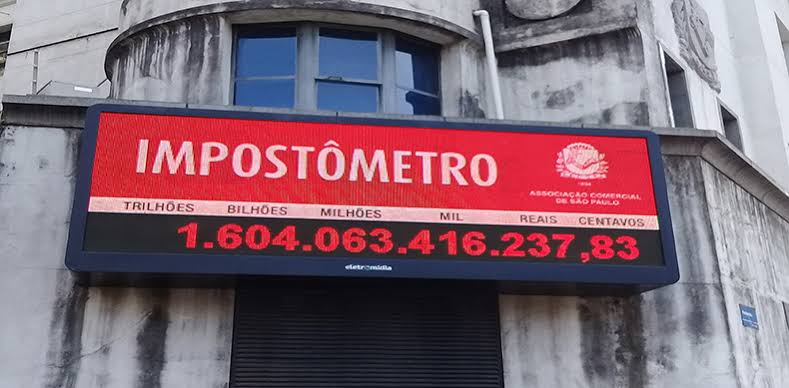 IMPOSTÔMETRO
1894
ASSOCIAÇÃO COMERCIAL
DE SÃO PAULO
TRILHÕES BILHÕES MILHÕES MIL REAIS CENTAVOS
1.604.063.416.237,83
eletromidia